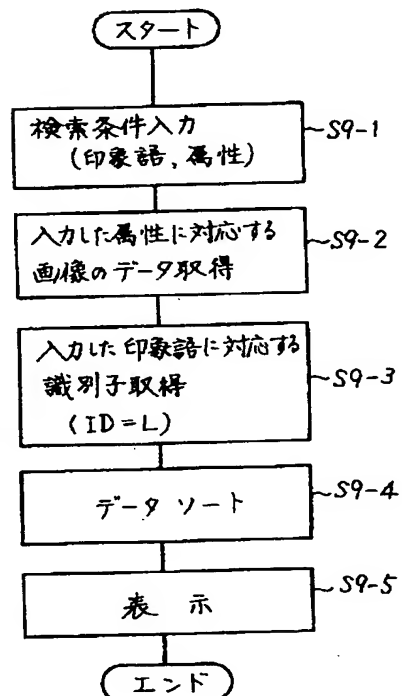 スタート
検索条件入力
(印象語,属性)
S9-1
入力した属性に対応する
画像のデータ取得
S9-2
入力した印象語に対応する
識別子取得
(ID=L)
S9-3
データソート
S9-4
表示
S9-5
エンド